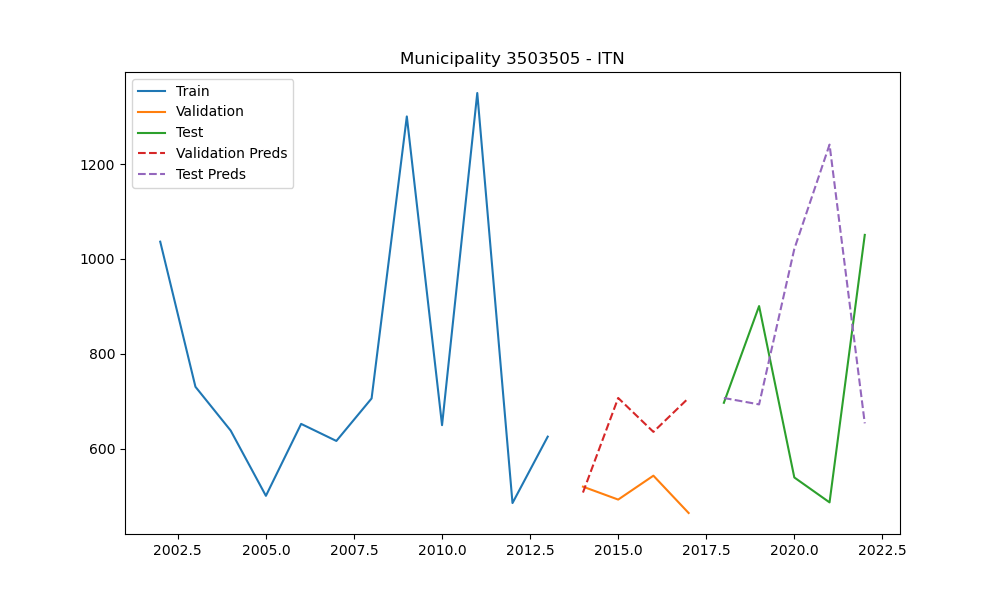 Municipality 3503505 - ITN
Train
Validation
Test
Validation Preds
Test Preds
1200
1000
800
600
2002.5 2005.0 2007.5 2010.0 2012.5 2015.0 2017.5 2020.0 2022.5